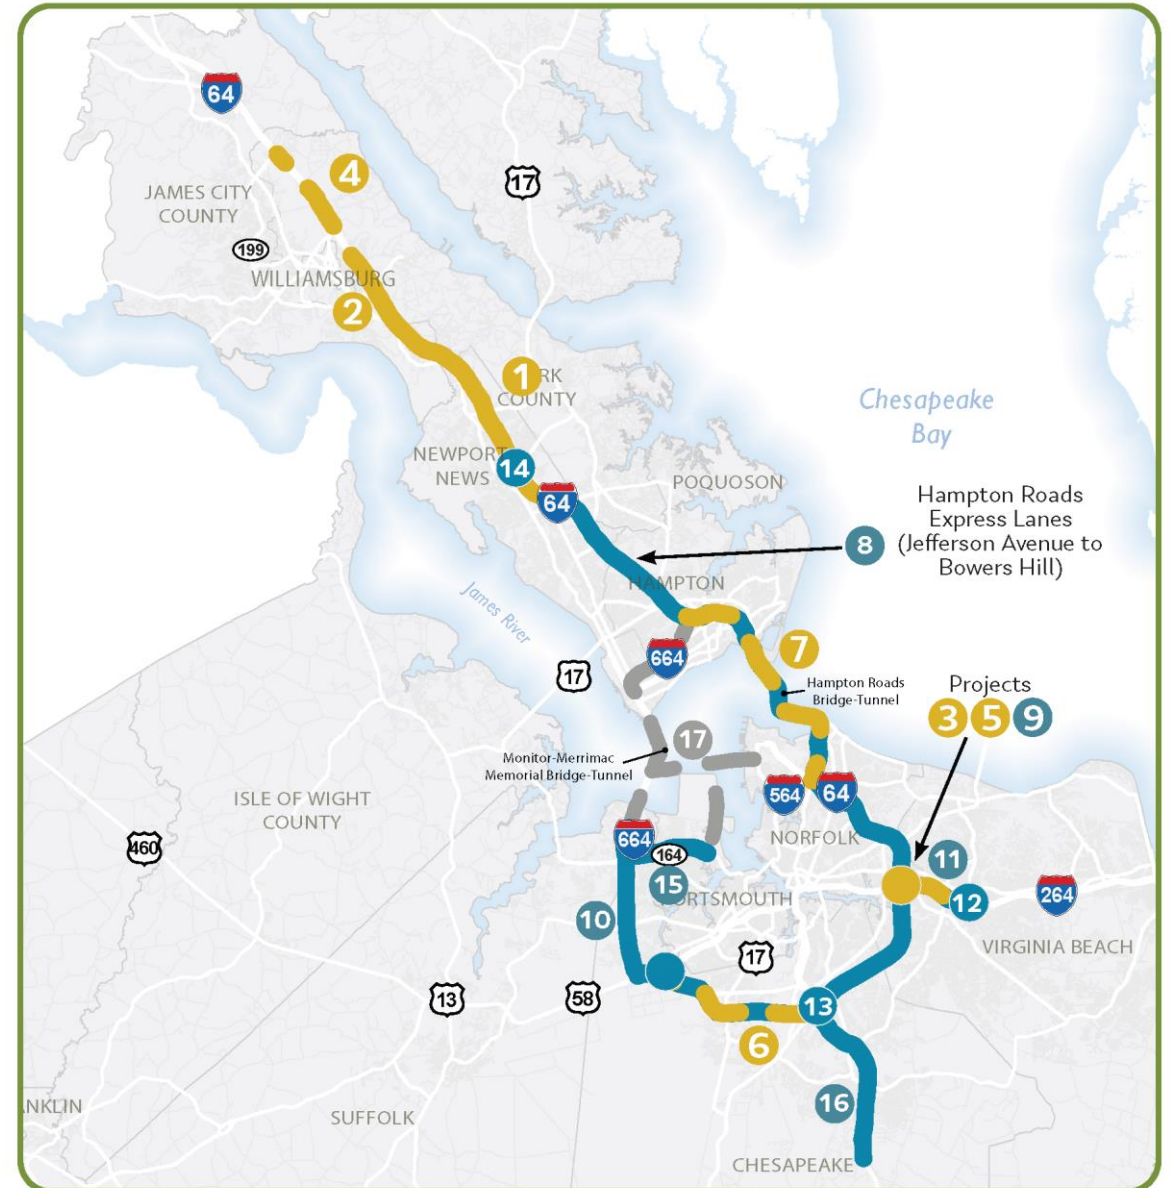 64
4
17
JAMES CITY
COUNTY
199
WILLIAMSBURG
2
1
RK
COUNTY
Chesapeake
Bay
NEWPORT
NEWS
14
POQUOSON
64
Hampton Roads
Express Lanes
(Jefferson Avenue to
Bowers Hill)
8
HAMPTON
James River
664
7
17
Hampton Roads
Bridge-Tunnel
Projects
3 5 9
17
Monitor-Merrimac
Memorial Bridge-Tunnel
564
64
ISLE OF WIGHT
COUNTY
460
664
164
NORFOLK
11
15
ORTSMOUTH
12
264
10
VIRGINIA BEACH
17
13
58
13
6
16
NKLIN
SUFFOLK
CHESAPEAKE